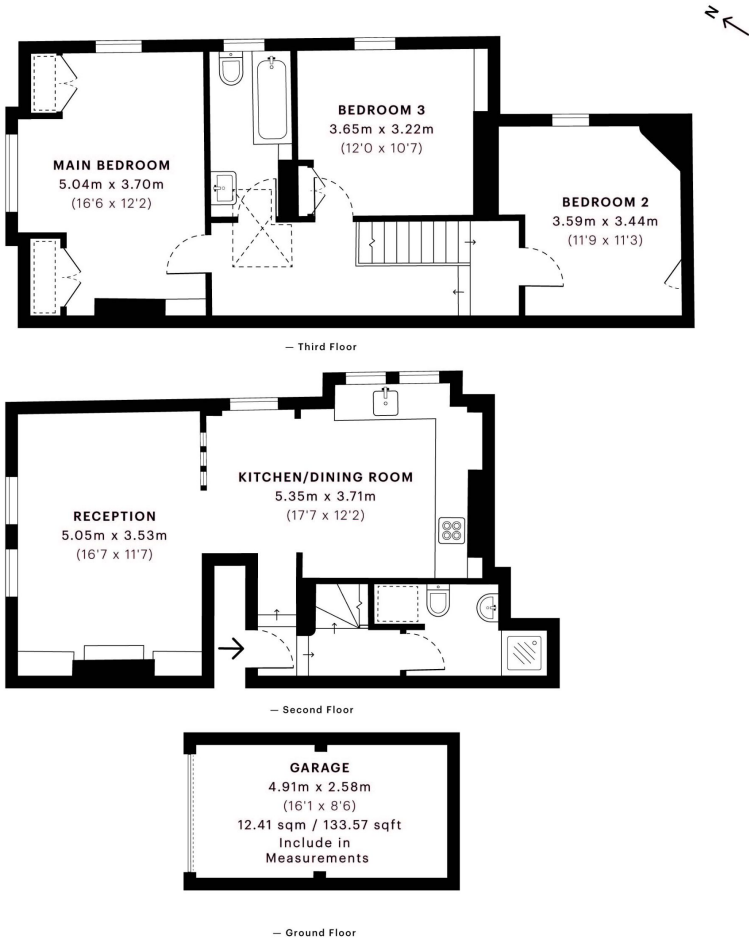 N
MAIN BEDROOM
5.04m x 3.70m
(16'6 x 12'2)
BEDROOM 3
3.65m x 3.22m
(12'0 x 10'7)
BEDROOM 2
3.59m x 3.44m
(11'9 x 11'3)
— Third Floor
RECEPTION
5.05m x 3.53m
(16'7 x 11'7)
KITCHEN/DINING ROOM
5.35m x 3.71m
(17'7 x 12'2)
— Second Floor
GARAGE
4.91m x 2.58m
(16'1 x 8'6)
12.41 sqm / 133.57 sqft
Include in
Measurements
— Ground Floor